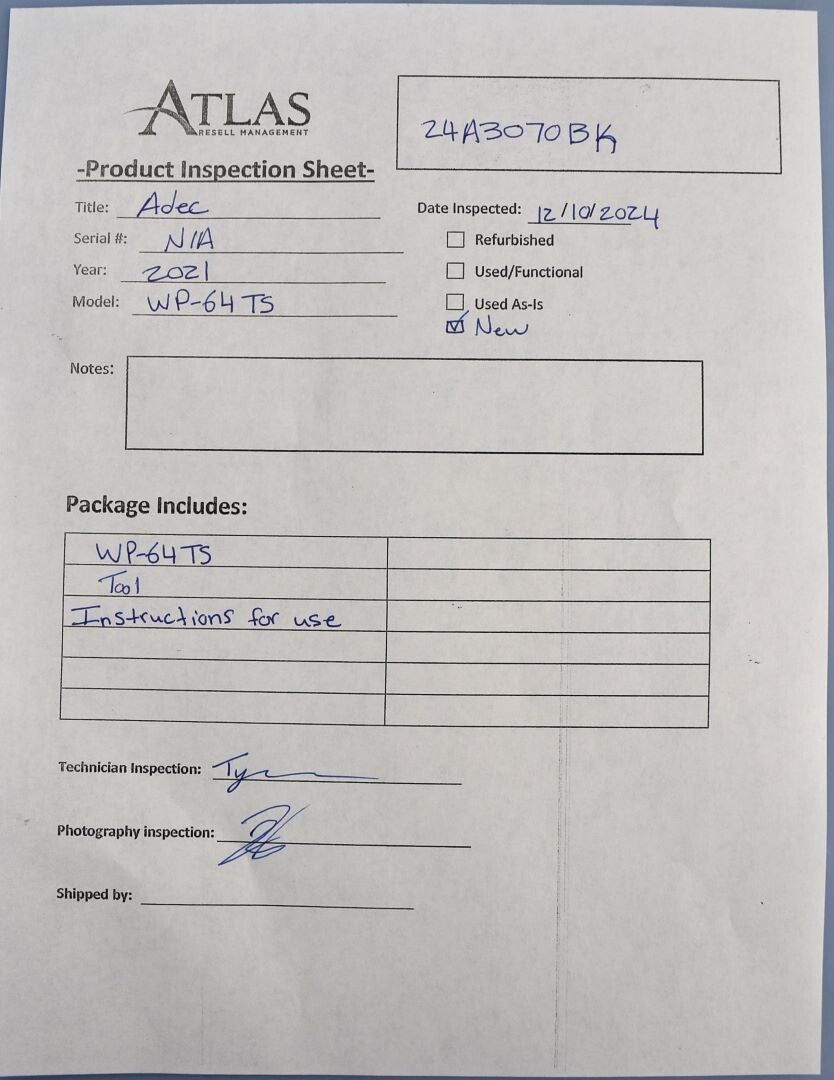 ATLAS
RESELL MANAGEMENT
24A3070BK
-Product Inspection Sheet-
Title: Adec
Date Inspected: 12/10/2024
Serial #: N/A
Refurbished
Year: 2021
Used/Functional
Model: WP-64TS
Used As-Is
New
Notes:
Package Includes:
WP-64TS
Tool
Instructions for use
Technician Inspection:
Photography inspection:
Shipped by: